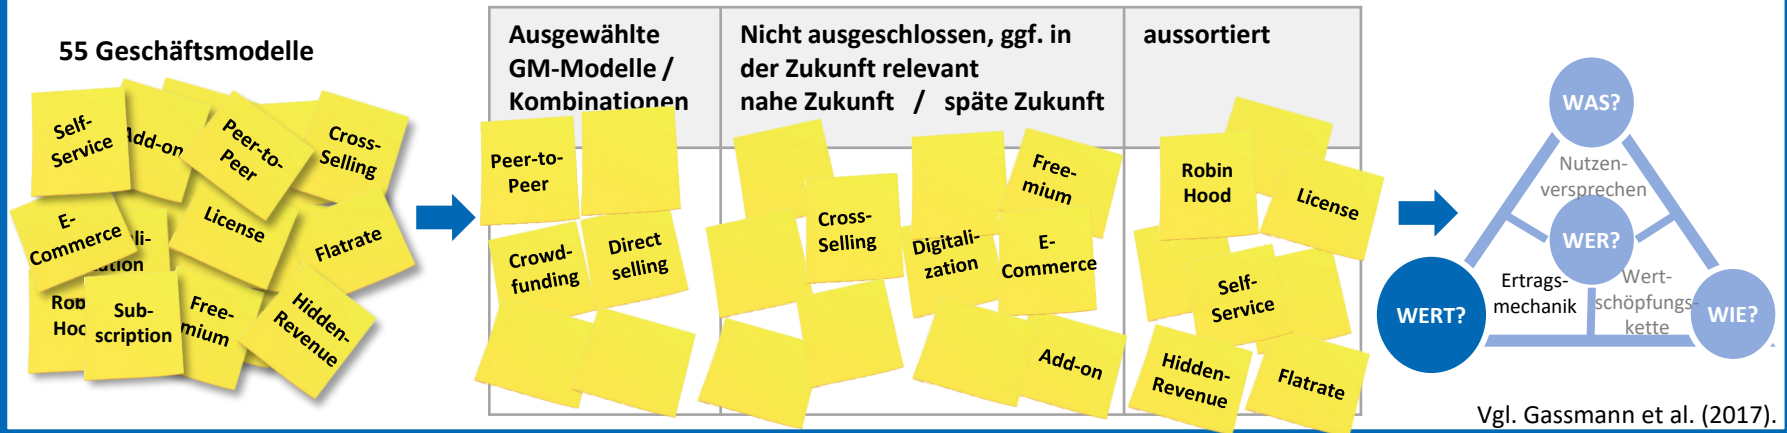 55 Geschäftsmodelle
Self-
Service
Add-on
Peer-to-
Peer
Cross-
Selling
E-
Commerce
li-
ation
License
Flatrate
Rob
Hoo
Sub-
scription
Free-
mium
Hidden-
Revenue
Ausgewählte
GM-Modelle /
Kombinationen
Nicht ausgeschlossen, ggf. in
der Zukunft relevant
nahe Zukunft / späte Zukunft
aussortiert
Peer-to-
Peer
Crowd-
funding
Direct
selling
Cross-
Selling
Free-
mium
Digitali-
zation
E-
Commerce
Add-on
Robin
Hood
License
Self-
Service
Hidden-
Revenue
Flatrate
WAS?
Nutzen-
versprechen
WER?
Ertrags-
mechanik
Wert-
schöpfungs-
kette
WERT?
WIE?
Vgl. Gassmann et al. (2017).